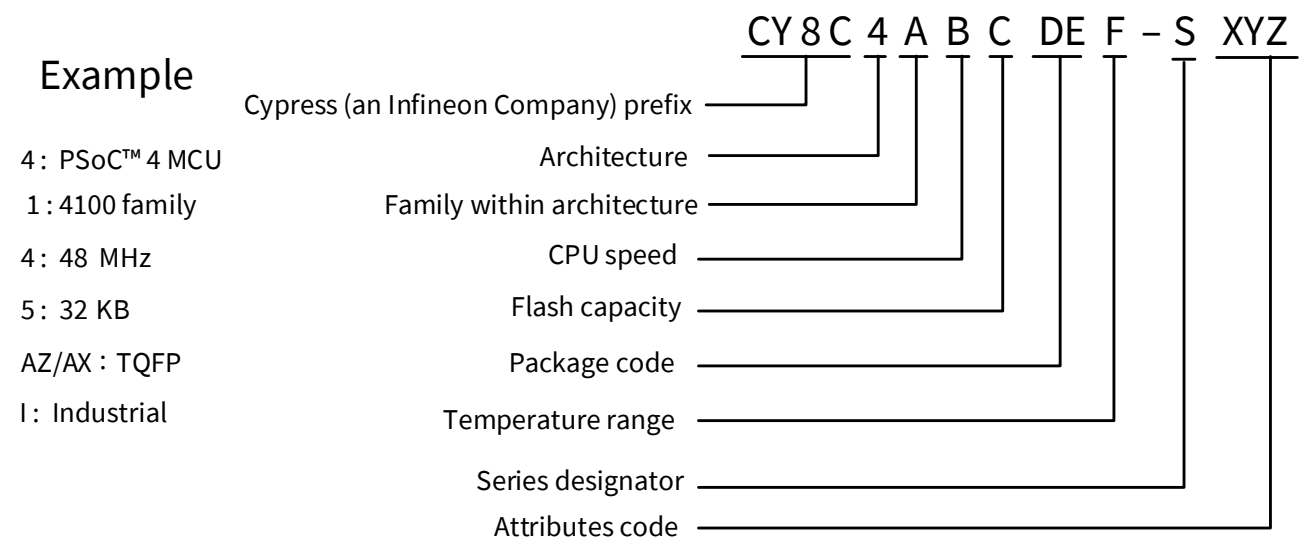 CY8C 4 A B C DE F – S XYZ
Example
Cypress (an Infineon Company) prefix
4: PSoC™ 4 MCU
Architecture
1: 4100 family
Family within architecture
4: 48 MHz
CPU speed
5: 32 KB
Flash capacity
AZ/AX: TQFP
Package code
I: Industrial
Temperature range
Series designator
Attributes code